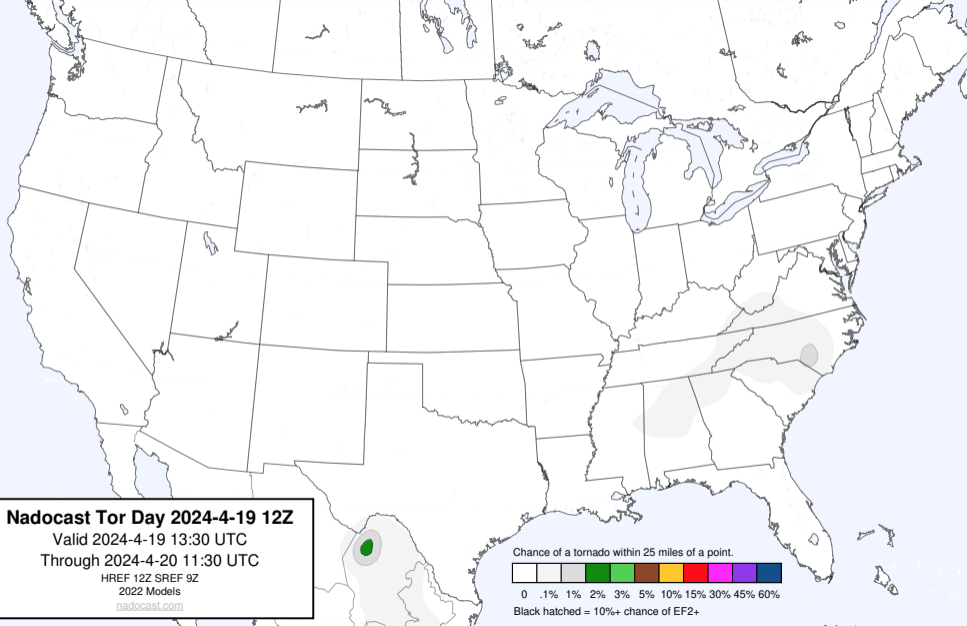 Nadocast Tor Day 2024-4-19 12Z
Valid 2024-4-19 13:30 UTC
Through 2024-4-20 11:30 UTC
HREF 12Z SREF 9Z
2022 Models
nadocast.com
Chance of a tornado within 25 miles of a point.
0 .1% 1% 2% 3% 5% 10% 15% 30% 45% 60%
Black hatched = 10%+ chance of EF2+